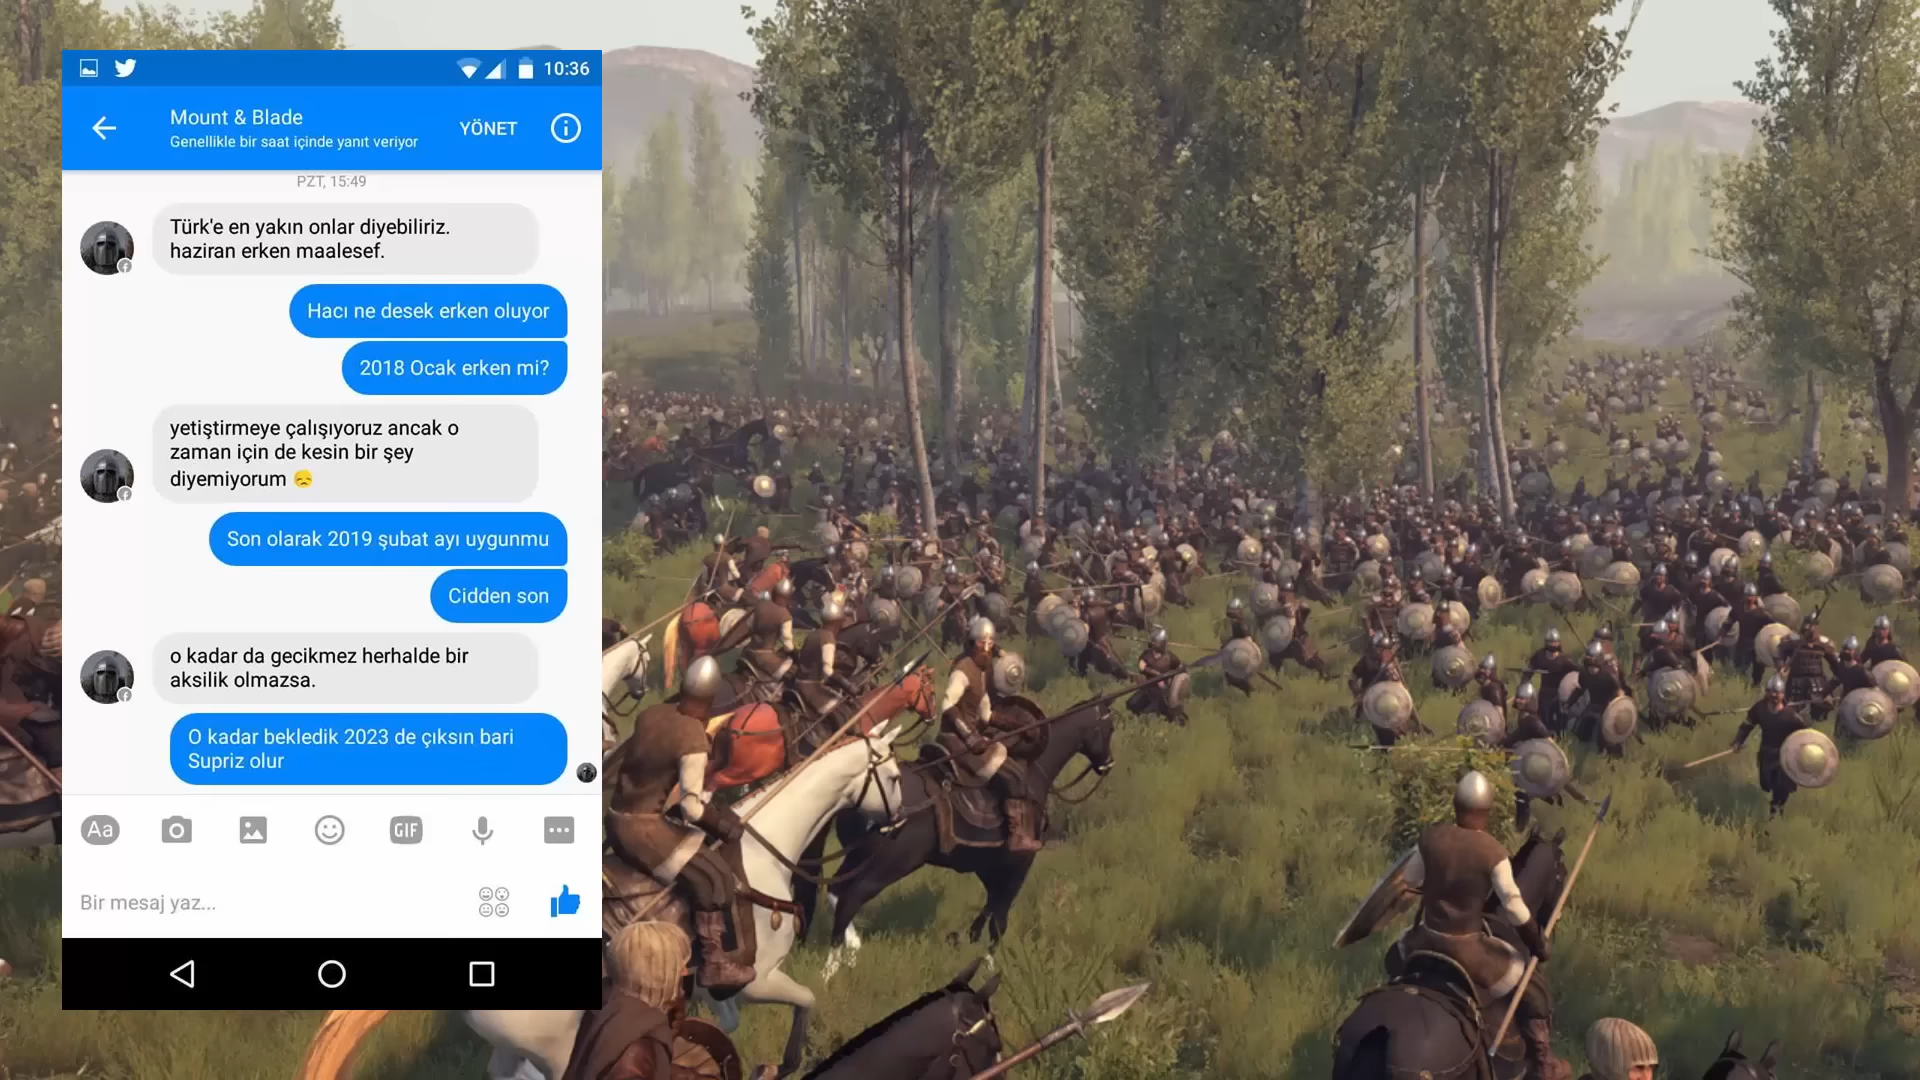 10:36
Mount & Blade
Genellikle bir saat içinde yanıt veriyor
YÖNET
PZT, 15:49
Türk'e en yakın onlar diyebiliriz.
haziran erken maalesef.
Hacı ne desek erken oluyor
2018 Ocak erken mi?
yetiştirmeye çalışıyoruz ancak o
zaman için de kesin bir şey
diyemiyorum 😞
Son olarak 2019 şubat ayı uygunmu
Cidden son
o kadar da gecikmez herhalde bir
aksilik olmazsa.
O kadar bekledik 2023 de çıksın bari
Supriz olur
Aa
GIF
Bir mesaj yaz...